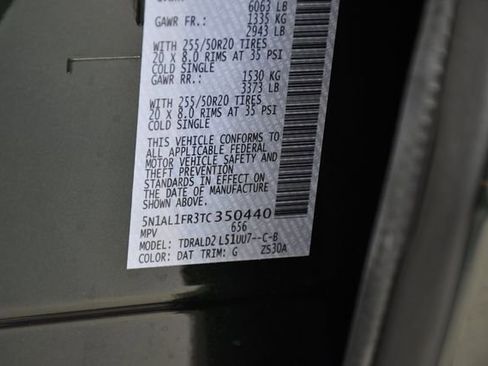 6063 LB
GAWR FR.: 1335 KG
2943 LB
WITH 255/50R20 TIRES
20 X 8.0 RIMS AT 35 PSI
COLD SINGLE
GAWR RR.: 1530 KG
3373 LB
WITH 255/50R20 TIRES
20 X 8.0 RIMS AT 35 PSI
COLD SINGLE
THIS VEHICLE CONFORMS TO
ALL APPLICABLE FEDERAL
MOTOR VEHICLE SAFETY AND
THEFT PREVENTION
STANDARDS IN EFFECT ON
THE DATE OF MANUFACTURE
SHOWN ABOVE.
5N1AL1FR3TC350440
MPV 656
MODEL: TDRALD2 L51UU7--C-B
COLOR: DAT TRIM: G Z530A